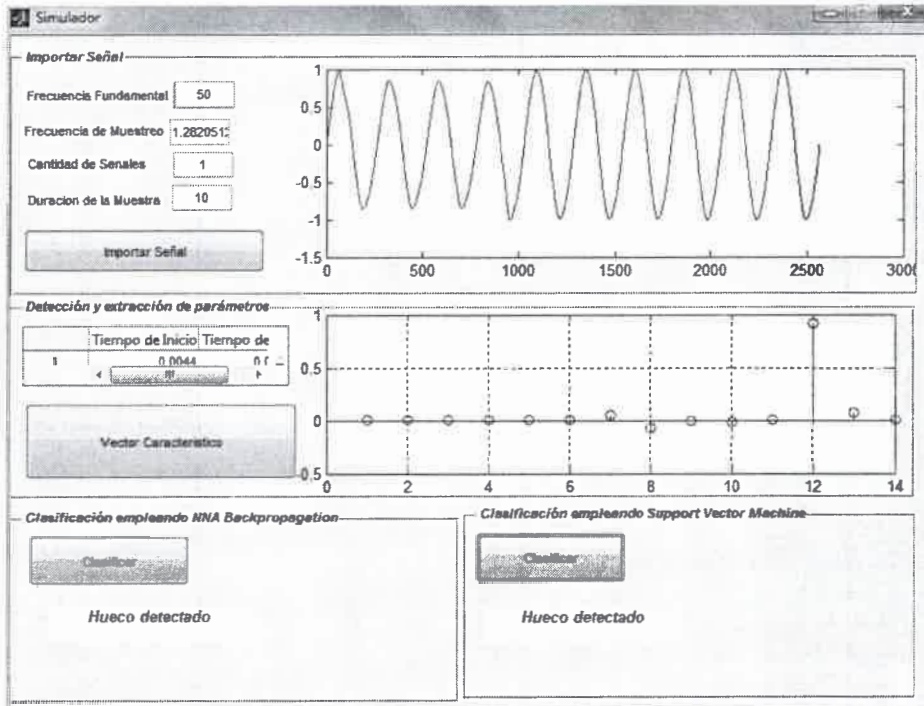 Simulador
Importar Señal
Frecuencia Fundamental 50
Frecuencia de Muestreo 1.2820512
Cantidad de Senales 1
Duracion de la Muestra 10
Importar Señal
1
0.5
0
-0.5
-1
-1.5
0 500 1000 1500 2000 2500 3000
Detección y extracción de parámetros
Tiempo de Inicio Tiempo de
1 0.0044
Vector Caracteristico
1
0.5
0
0.5
0 2 4 6 8 10 12 14
Clasificación empleando NNA Backpropagation
Clasificar
Hueco detectado
Clasificación empleando Support Vector Machine
Clasificar
Hueco detectado